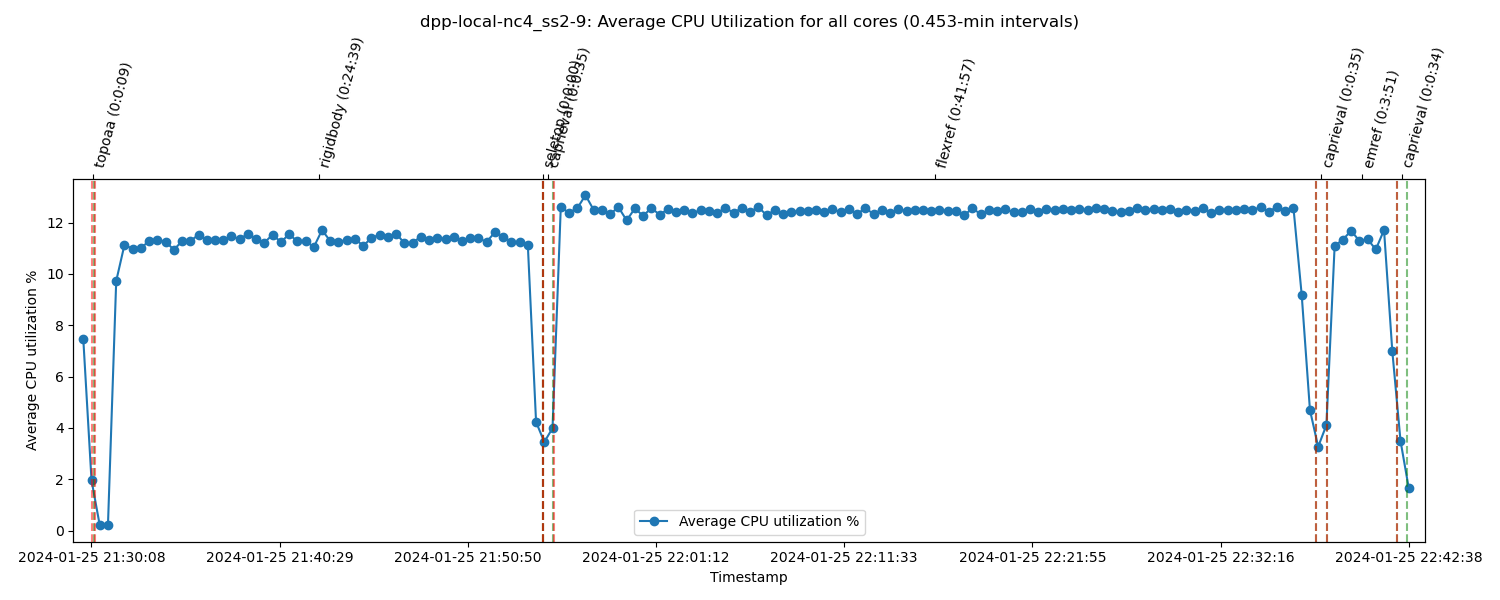 dpp-local-nc4_ss2-9: Average CPU Utilization for all cores (0.453-min intervals)
topoaa (0:0:09)
rigidbody (0:24:39)
seletop (0:0:00)
caprieval (0:0:35)
flexref (0:41:57)
caprieval (0:0:35)
emref (0:3:51)
caprieval (0:0:34)
Average CPU utilization %
12
10
8
6
4
2
0
Average CPU utilization %
2024-01-25 21:30:08
2024-01-25 21:40:29
2024-01-25 21:50:50
2024-01-25 22:01:12
2024-01-25 22:11:33
2024-01-25 22:21:55
2024-01-25 22:32:16
2024-01-25 22:42:38
Timestamp